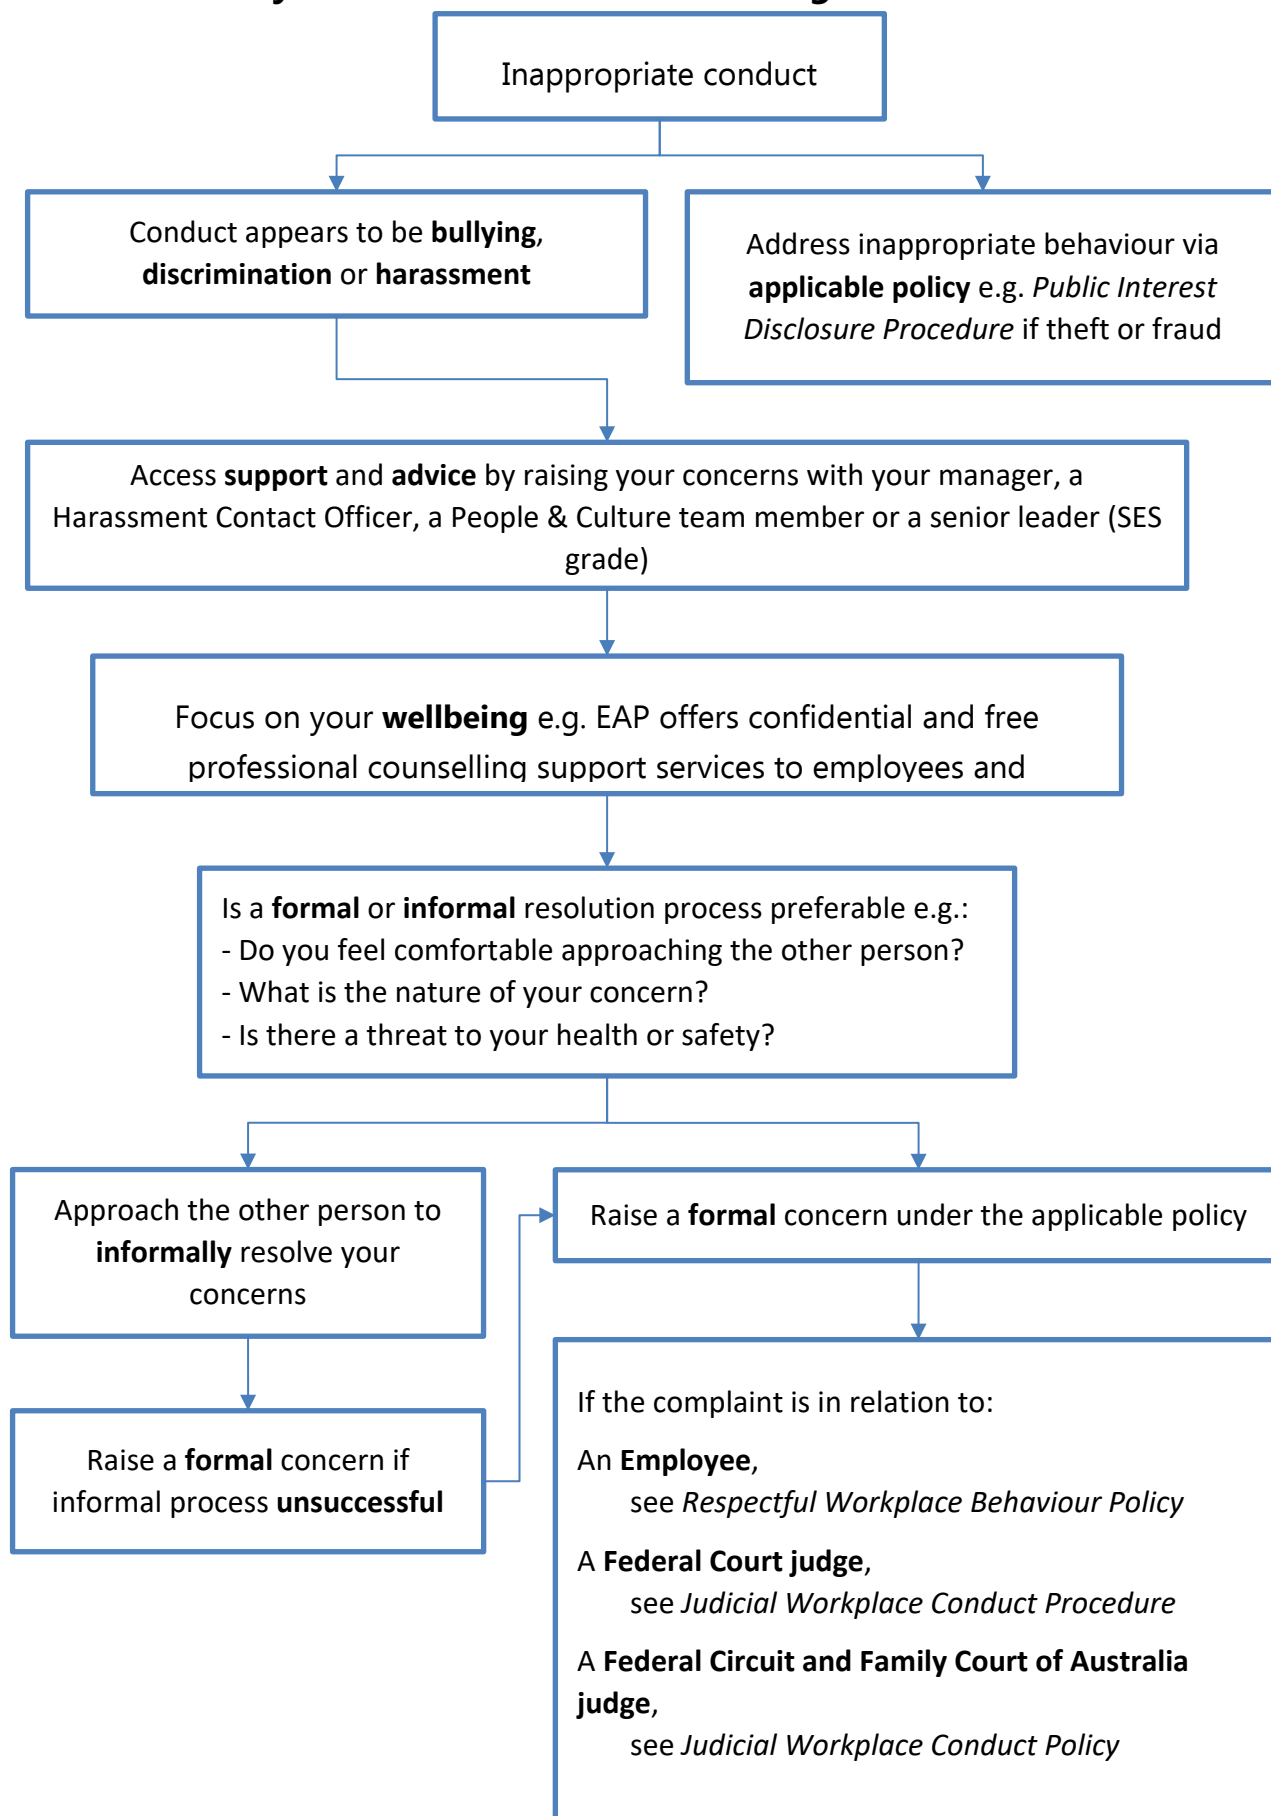 Inappropriate conduct
Conduct appears to be bullying,
discrimination or harassment
Address inappropriate behaviour via
applicable policy e.g. Public Interest
Disclosure Procedure if theft or fraud
Access support and advice by raising your concerns with your manager, a
Harassment Contact Officer, a People & Culture team member or a senior leader (SES
grade)
Focus on your wellbeing e.g. EAP offers confidential and free
professional counselling support services to employees and
Is a formal or informal resolution process preferable e.g.:
- Do you feel comfortable approaching the other person?
- What is the nature of your concern?
- Is there a threat to your health or safety?
Approach the other person to
informally resolve your
concerns
Raise a formal concern under the applicable policy
Raise a formal concern if
informal process unsuccessful
If the complaint is in relation to:
An Employee,
see Respectful Workplace Behaviour Policy
A Federal Court judge,
see Judicial Workplace Conduct Procedure
A Federal Circuit and Family Court of Australia
judge,
see Judicial Workplace Conduct Policy